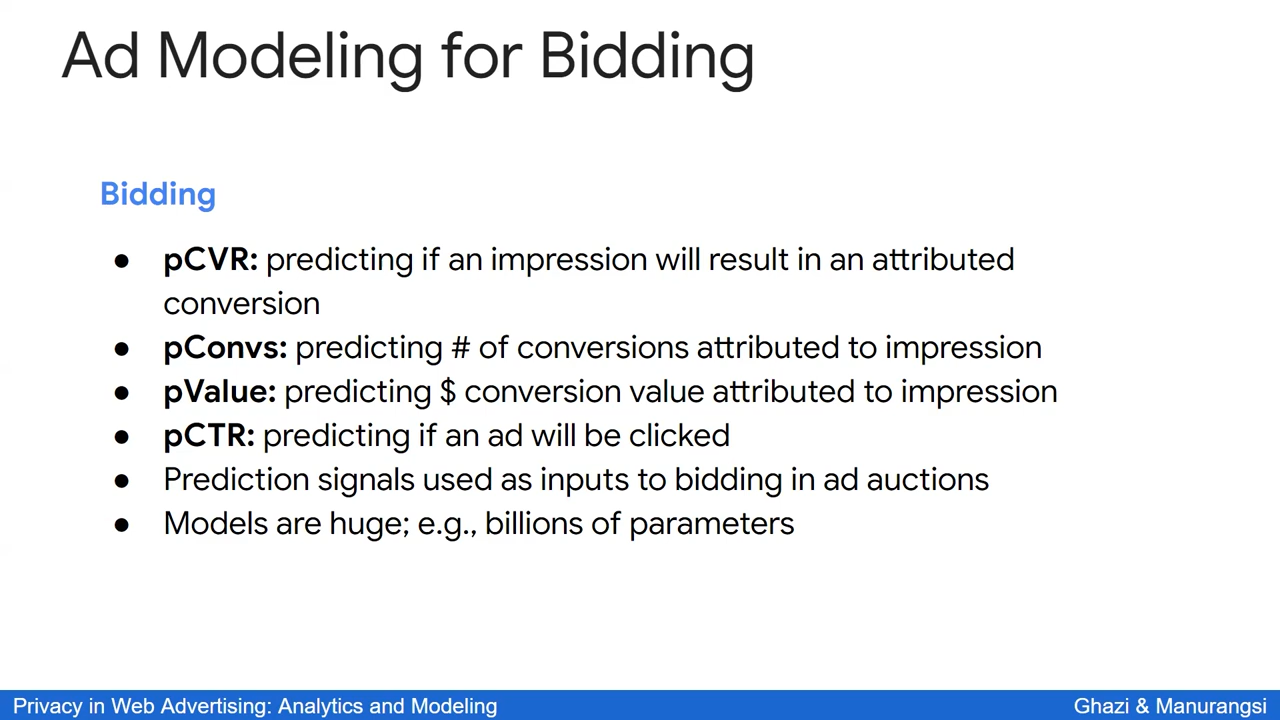 Ad Modeling for Bidding
Bidding
● pCVR: predicting if an impression will result in an attributed
conversion
● pConvs: predicting # of conversions attributed to impression
● pValue: predicting $ conversion value attributed to impression
● pCTR: predicting if an ad will be clicked
● Prediction signals used as inputs to bidding in ad auctions
● Models are huge; e.g., billions of parameters
Privacy in Web Advertising: Analytics and Modeling
Ghazi & Manurangsi